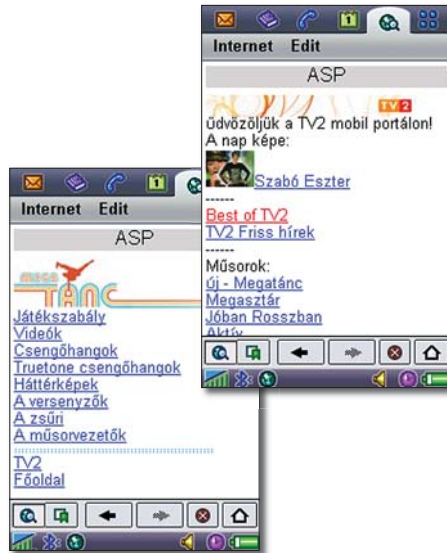 Internet Edit
ASP
TV2
üdvözöljük a TV2 mobil portálon!
A nap képe:
Szabó Eszter
------
Best of TV2
TV2 Friss hírek
------
Műsorok:
új - Megatánc
Megasztár
Jóban Rosszban
Aktív
Internet Edit
ASP
mega
TÁNC
Játékszabály
Videók
Csengőhangok
Truetone csengőhangok
Háttérképek
A versenyzők
A zsűri
A műsorvezetők
TV2
Főoldal